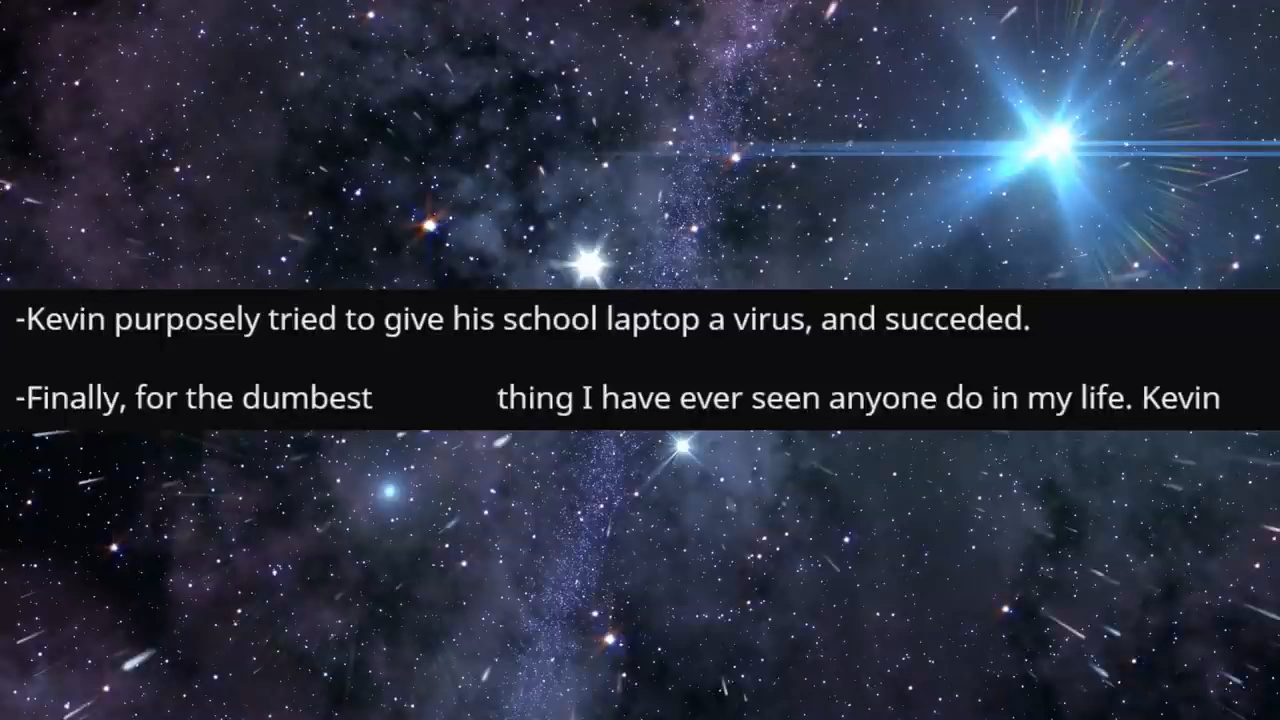 -Kevin purposely tried to give his school laptop a virus, and succeded.
-Finally, for the dumbest thing I have ever seen anyone do in my life. Kevin